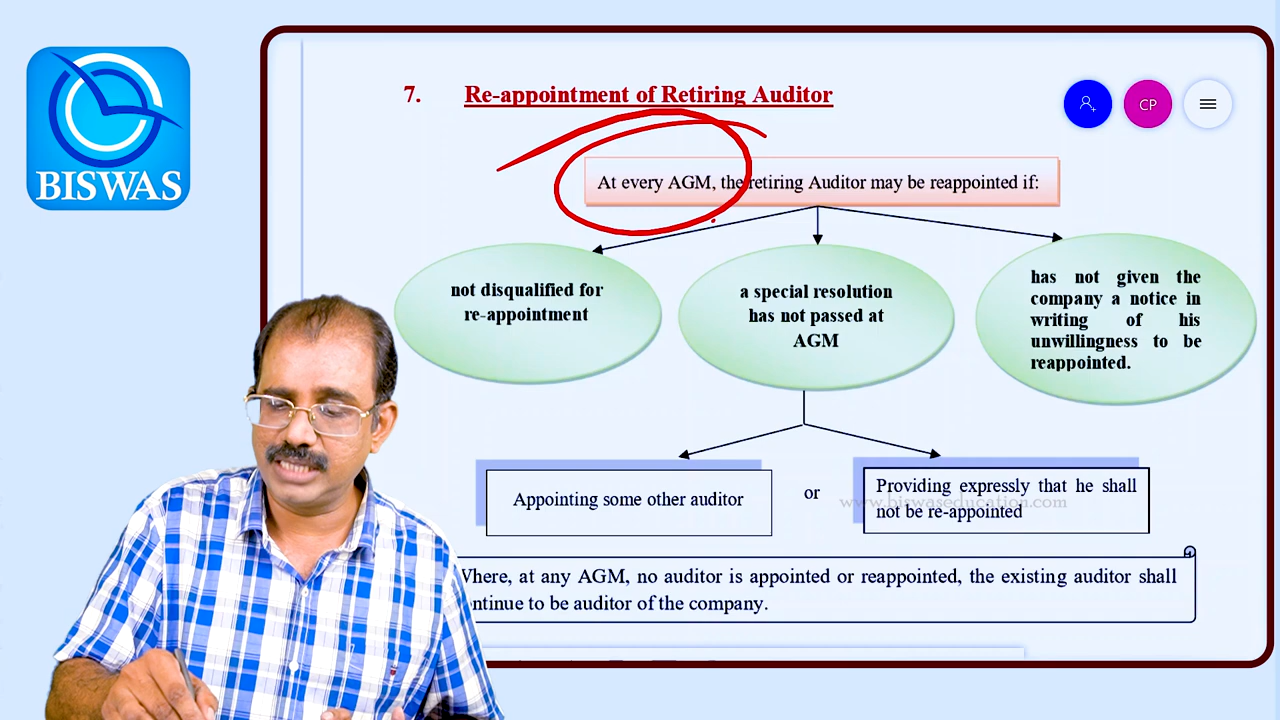 BISWAS
7. Re-appointment of Retiring Auditor
CP
At every AGM, the retiring Auditor may be reappointed if:
not disqualified for
re-appointment
a special resolution
has not passed at
AGM
has not given the
company a notice in
writing of his
unwillingness to be
reappointed.
Appointing some other auditor
or
Providing expressly that he shall
not be re-appointed
www.biswaseducation.com
Where, at any AGM, no auditor is appointed or reappointed, the existing auditor shall
ntinue to be auditor of the company.